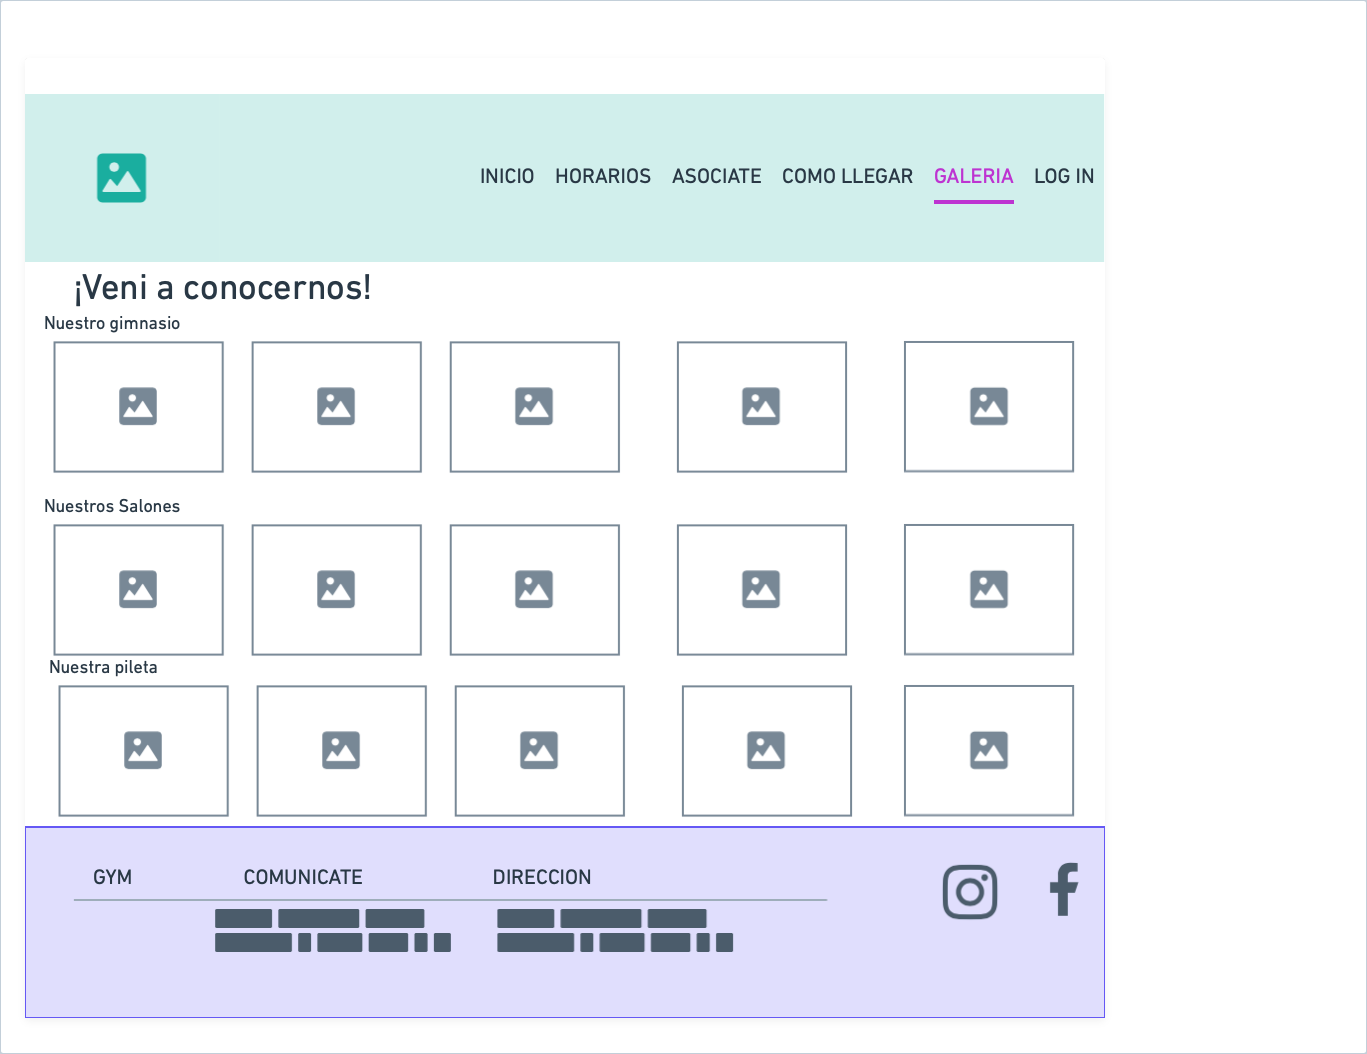 INICIO HORARIOS ASOCIATE COMO LLEGAR GALERIA LOG IN
¡Veni a conocernos!
Nuestro gimnasio
Nuestros Salones
Nuestra pileta
GYM COMUNICATE DIRECCION